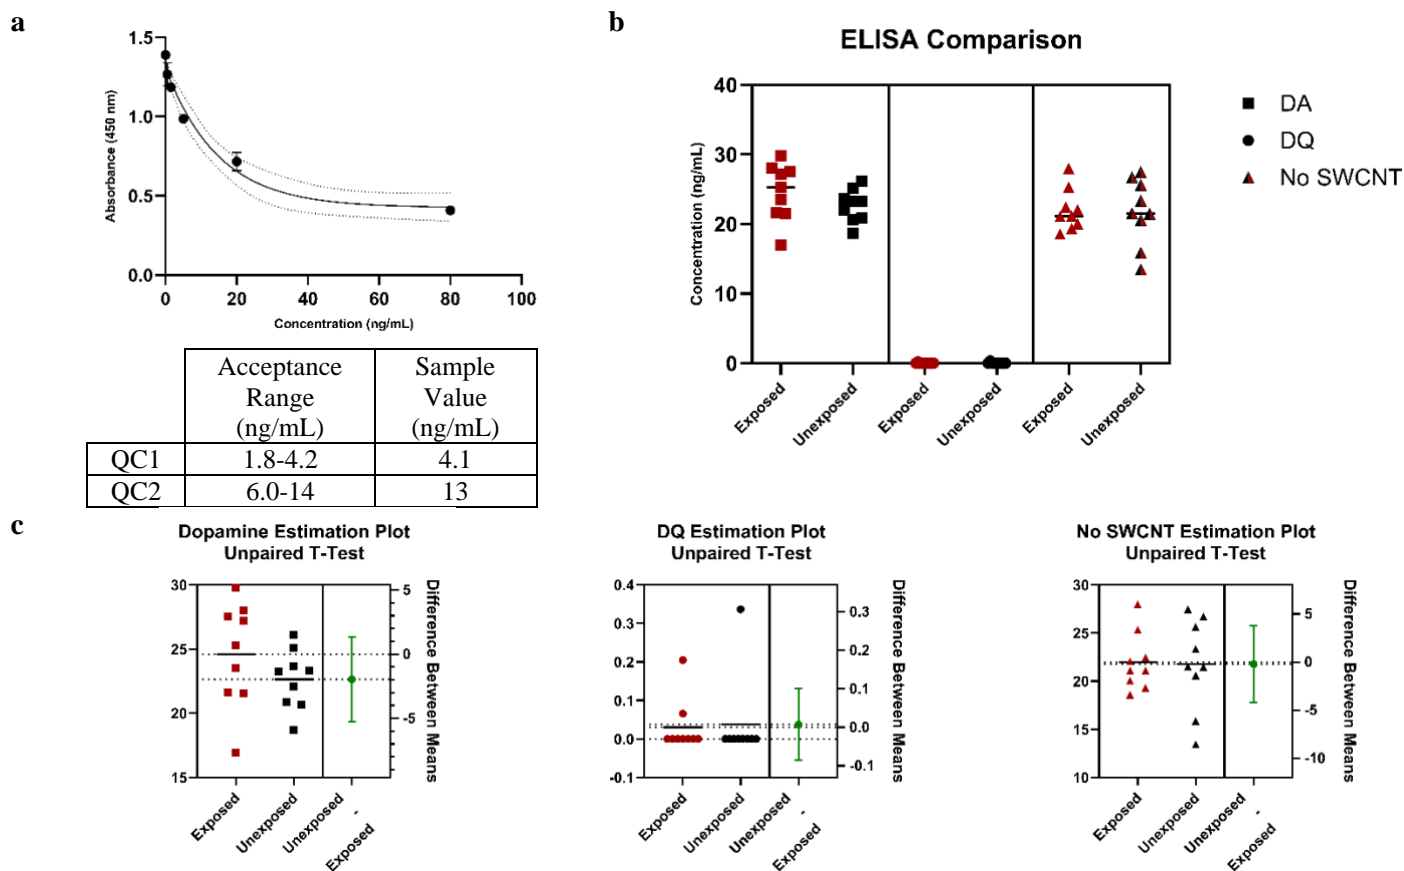 a
1.5
1.0
0.5
0.0
Absorbance (450 nm)
0 20 40 60 80 100
Concentration (ng/mL)
Acceptance Range (ng/mL)
Sample Value (ng/mL)
QC1 1.8-4.2 4.1
QC2 6.0-14 13
b
ELISA Comparison
40
30
20
10
0
Concentration (ng/mL)
Exposed Unexposed Exposed Unexposed Exposed Unexposed
DA
DQ
No SWCNT
c
Dopamine Estimation Plot
Unpaired T-Test
30
25
20
15
5
0
-5
Difference Between Means
Exposed
Unexposed
Unexposed
-
Exposed
DQ Estimation Plot
Unpaired T-Test
0.4
0.3
0.2
0.1
0.0
-0.1
0.3
0.2
0.1
0.0
-0.1
Difference Between Means
Exposed
Unexposed
Unexposed
-
Exposed
No SWCNT Estimation Plot
Unpaired T-Test
30
25
20
15
10
5
0
-5
-10
Difference Between Means
Exposed
Unexposed
Unexposed
-
Exposed